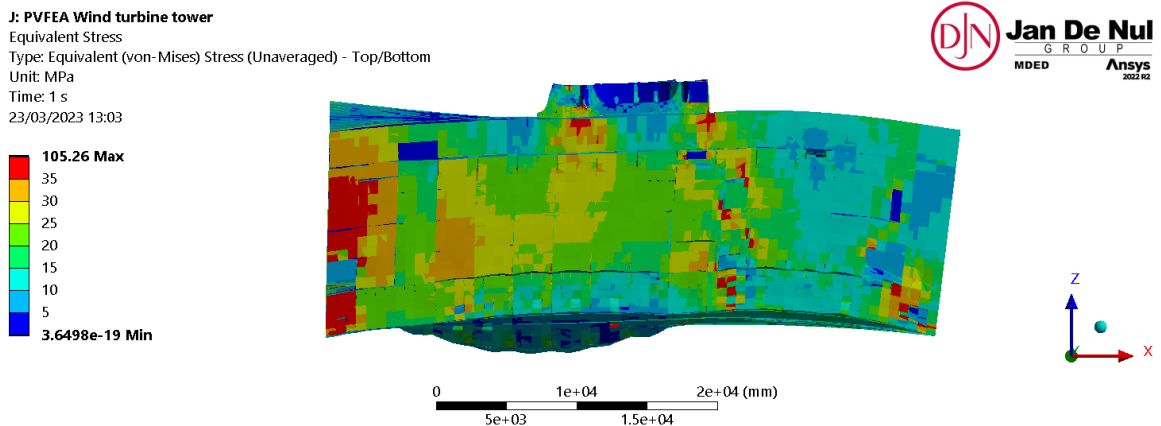 J: PVFEA Wind turbine tower
Equivalent Stress
Type: Equivalent (von-Mises) Stress (Unaveraged) - Top/Bottom
Unit: MPa
Time: 1 s
23/03/2023 13:03
105.26 Max
35
30
25
20
15
10
5
3.6498e-19 Min
DJN
Jan De Nul
GROUP
MDED
Ansys
2022 R2
Z
Y
X
0 1e+04 2e+04 (mm)
5e+03 1.5e+04